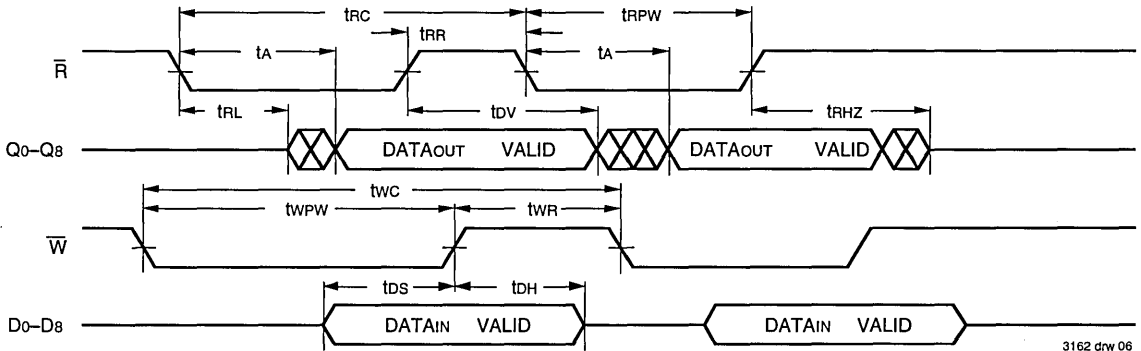 tRC tRPW
tRR
tA tA
R̅
tRL tDV tRHZ
Q0–Q8 DATAOUT VALID DATAOUT VALID
tWC
tWPW tWR
W̅
tDS tDH
D0–D8 DATAIN VALID DATAIN VALID
3162 drw 06